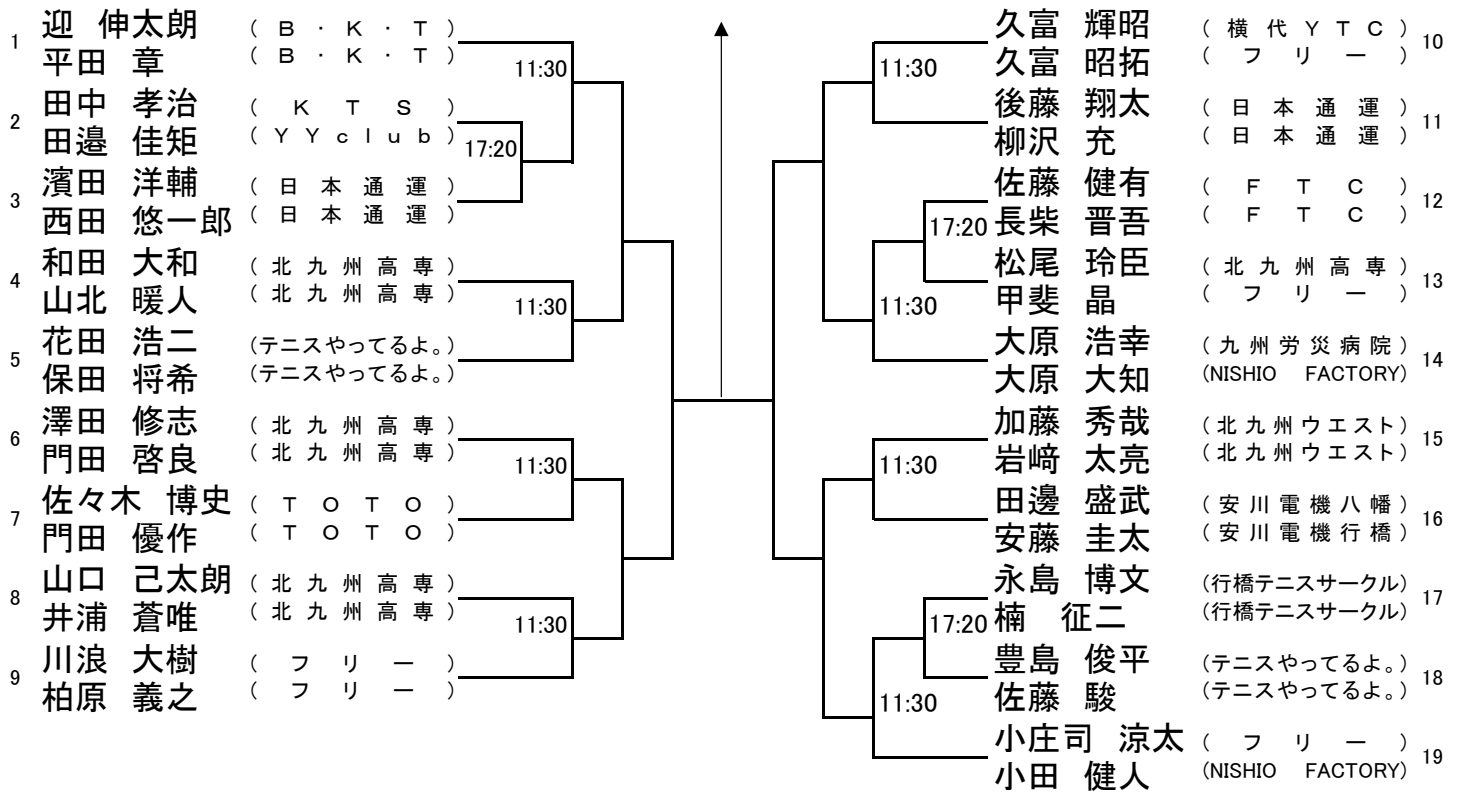 1 迎 伸太朗 (B・K・T)
平田 章 (B・K・T)
11:30
2 田中 孝治 (KTS)
田邉 佳矩 (YYclub)
17:20
3 濱田 洋輔 (日本通運)
西田 悠一郎 (日本通運)
4 和田 大和 (北九州高専)
山北 暖人 (北九州高専)
11:30
5 花田 浩二 (テニスやってるよ。)
保田 将希 (テニスやってるよ。)
6 澤田 修志 (北九州高専)
門田 啓良 (北九州高専)
11:30
7 佐々木 博史 (TOTO)
門田 優作 (TOTO)
8 山口 己太朗 (北九州高専)
井浦 蒼唯 (北九州高専)
11:30
9 川浪 大樹 (フリー)
柏原 義之 (フリー)
久富 輝昭 (横代YTC) 10
久富 昭拓 (フリー)
11:30
後藤 翔太 (日本通運) 11
柳沢 充 (日本通運)
佐藤 健有 (FTC) 12
長柴 晋吾 (FTC)
17:20
松尾 玲臣 (北九州高専) 13
甲斐 晶 (フリー)
11:30
大原 浩幸 (九州労災病院) 14
大原 大知 (NISHIO FACTORY)
加藤 秀哉 (北九州ウエスト) 15
岩﨑 太亮 (北九州ウエスト)
11:30
田邊 盛武 (安川電機八幡) 16
安藤 圭太 (安川電機行橋)
永島 博文 (行橋テニスサークル) 17
楠 征二 (行橋テニスサークル)
17:20
豊島 俊平 (テニスやってるよ。) 18
佐藤 駿 (テニスやってるよ。)
11:30
小庄司 涼太 (フリー) 19
小田 健人 (NISHIO FACTORY)